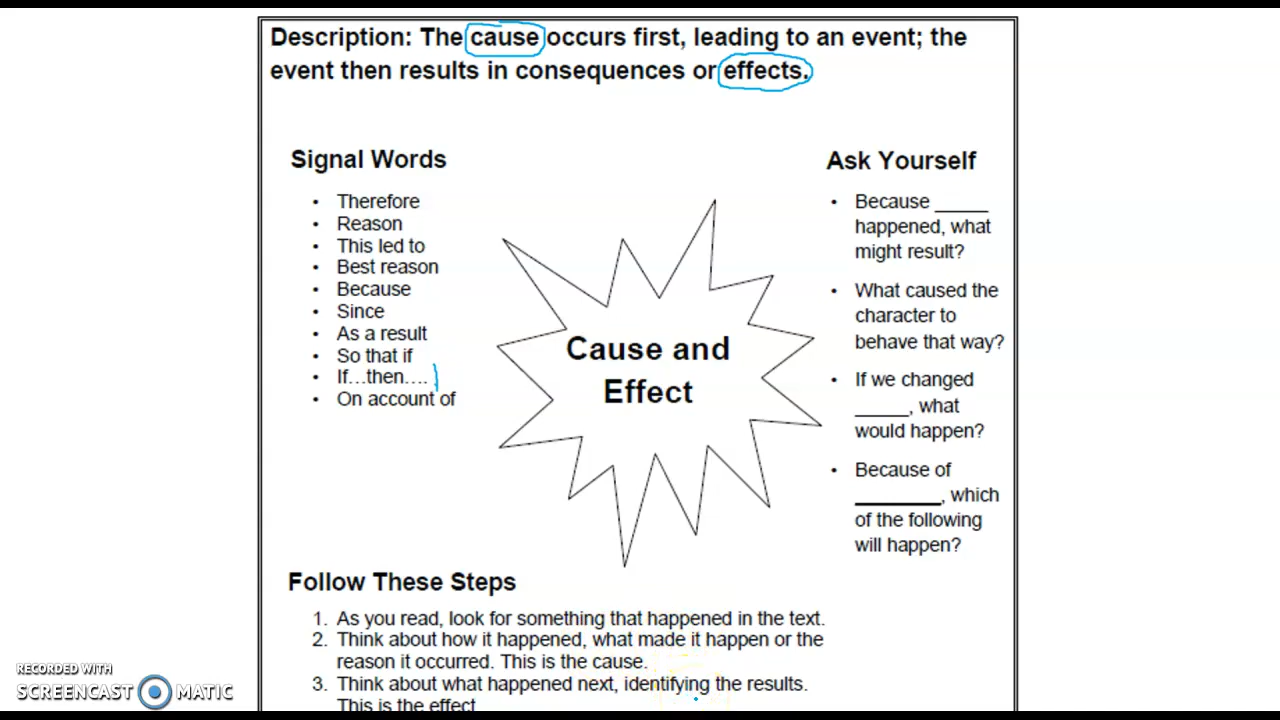 Description: The cause occurs first, leading to an event; the
event then results in consequences or effects.
Signal Words
• Therefore
• Reason
• This led to
• Best reason
• Because
• Since
• As a result
• So that if
• If…then….
• On account of
Cause and
Effect
Ask Yourself
• Because _____
happened, what
might result?
• What caused the
character to
behave that way?
• If we changed
_____, what
would happen?
• Because of
________, which
of the following
will happen?
Follow These Steps
1. As you read, look for something that happened in the text.
2. Think about how it happened, what made it happen or the
reason it occurred. This is the cause.
3. Think about what happened next, identifying the results.
This is the effect
RECORDED WITH
SCREENCAST MATIC